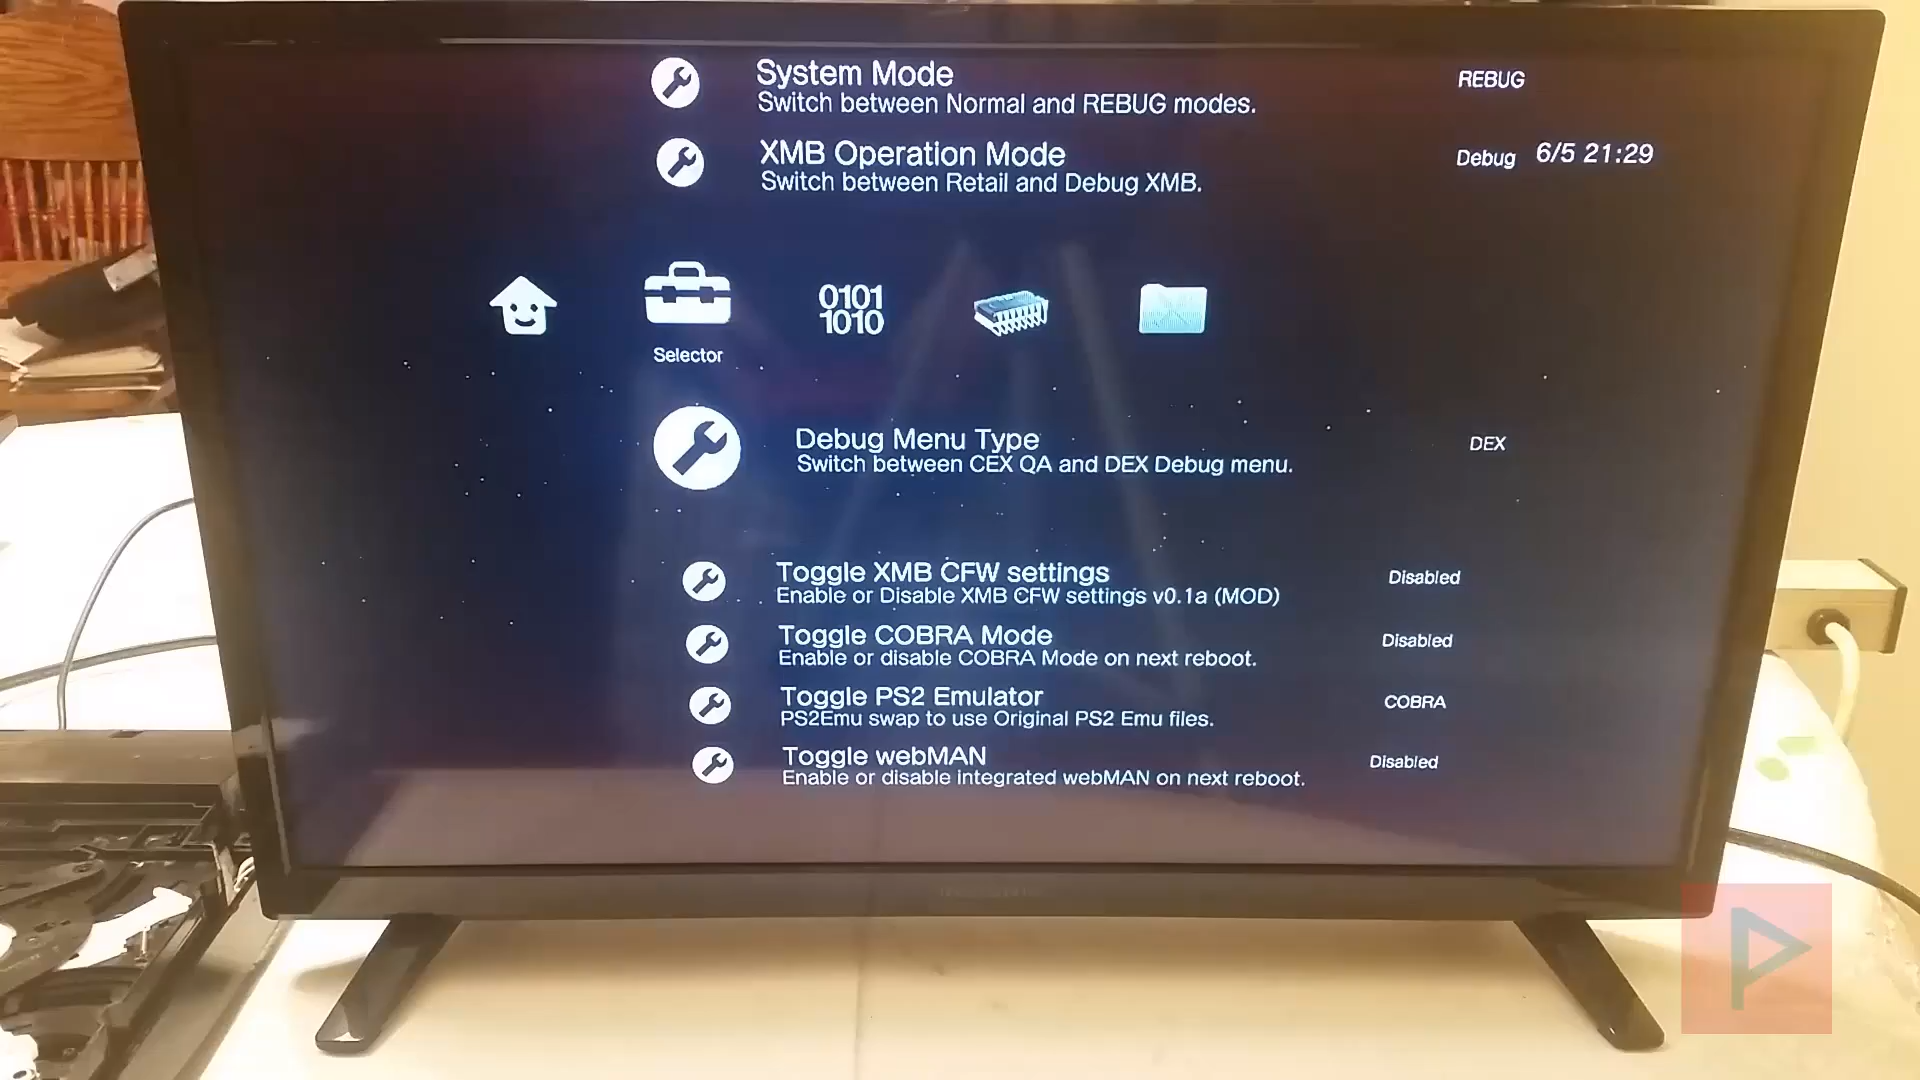 System Mode
REBUG
Switch between Normal and REBUG modes.
XMB Operation Mode
Debug
6/5 21:29
Switch between Retail and Debug XMB.
0101
1010
Selector
Debug Menu Type
DEX
Switch between CEX QA and DEX Debug menu.
Toggle XMB CFW settings
Disabled
Enable or Disable XMB CFW settings v0.1a (MOD)
Toggle COBRA Mode
Disabled
Enable or disable COBRA Mode on next reboot.
Toggle PS2 Emulator
COBRA
PS2Emu swap to use Original PS2 Emu files.
Toggle webMAN
Disabled
Enable or disable integrated webMAN on next reboot.